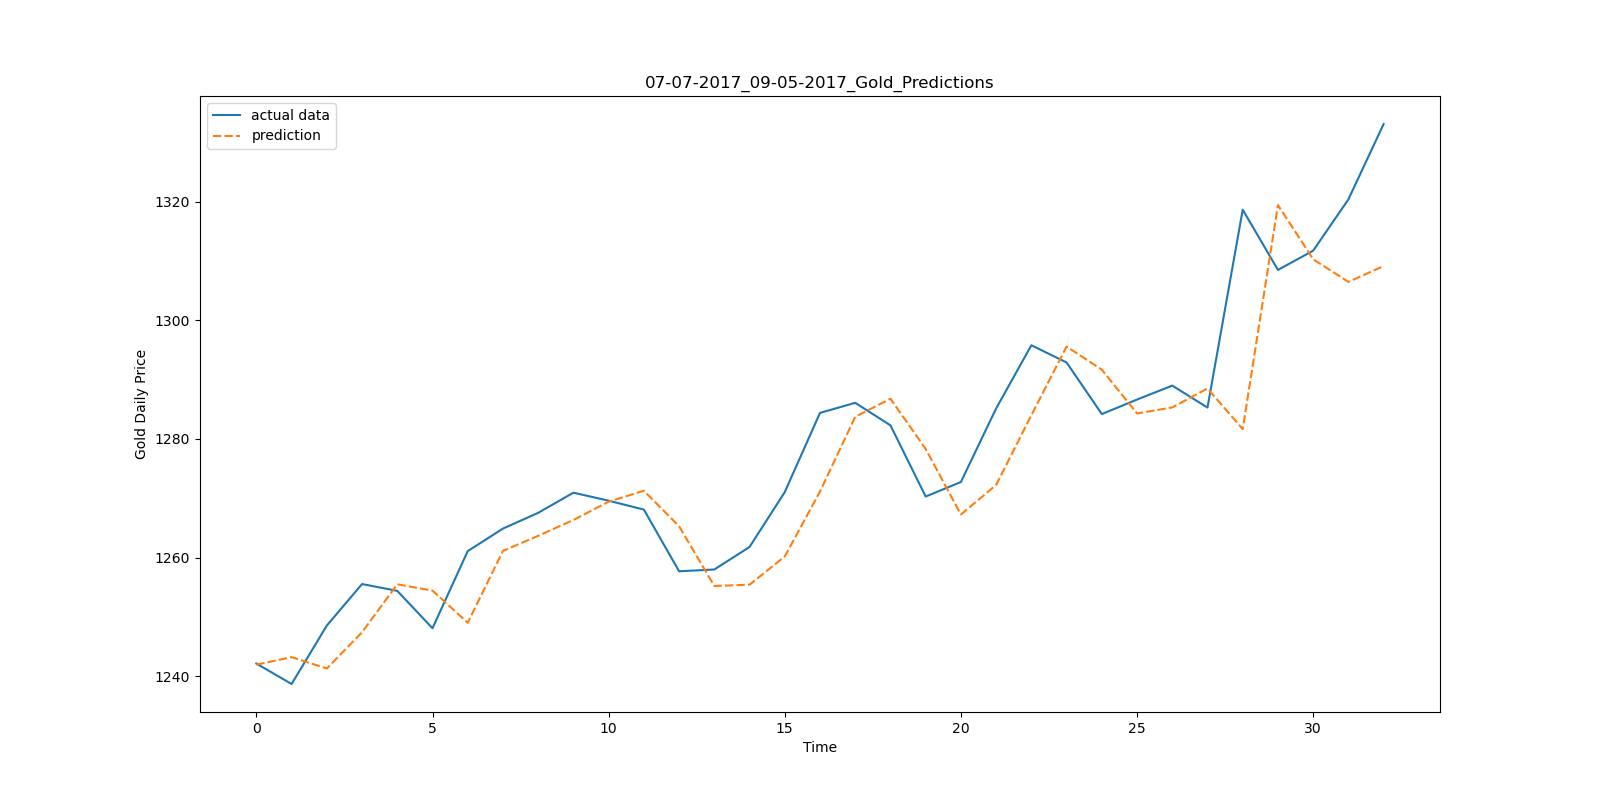 07-07-2017_09-05-2017_Gold_Predictions
actual data
prediction
1320
1300
1280
1260
1240
Gold Daily Price
0 5 10 15 20 25 30
Time